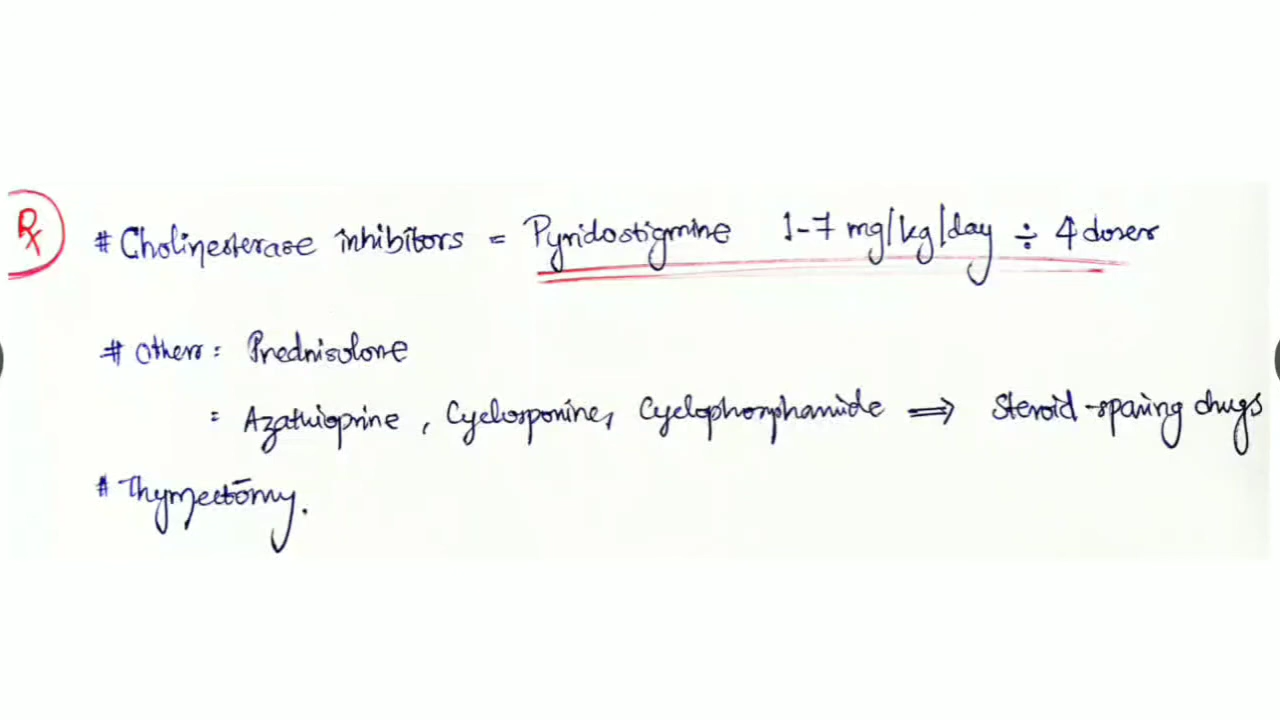 Rx
# Cholinesterase inhibitors = Pyridostigmine 1-7 mg/kg/day ÷ 4 doses
# Others = Prednisolone
= Azathioprine, Cyclosporine, Cyclophosphamide ⇒ Steroid-sparing drugs
# Thymectomy.